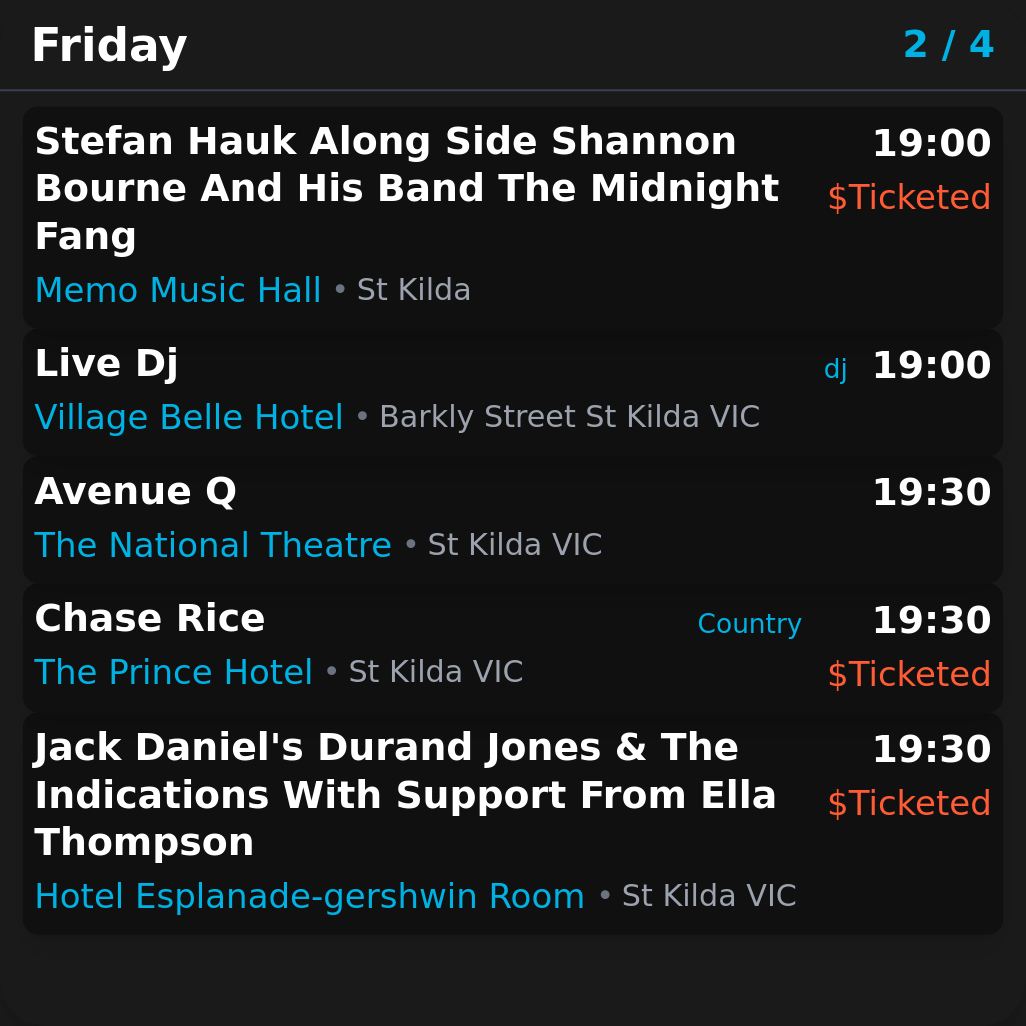 Friday 2 / 4
Stefan Hauk Along Side Shannon 19:00
Bourne And His Band The Midnight $Ticketed
Fang
Memo Music Hall • St Kilda
Live Dj dj 19:00
Village Belle Hotel • Barkly Street St Kilda VIC
Avenue Q 19:30
The National Theatre • St Kilda VIC
Chase Rice Country 19:30
The Prince Hotel • St Kilda VIC $Ticketed
Jack Daniel's Durand Jones & The 19:30
Indications With Support From Ella $Ticketed
Thompson
Hotel Esplanade-gershwin Room • St Kilda VIC